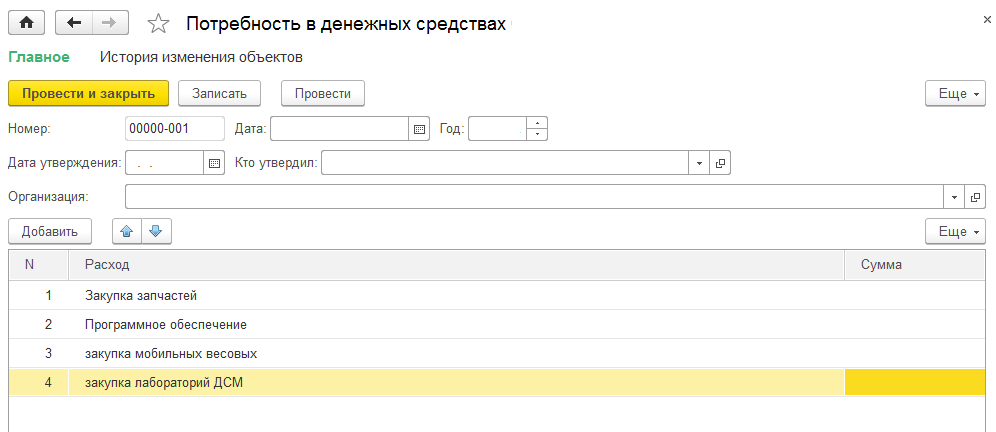 Потребность в денежных средствах
Главное История изменения объектов
Провести и закрыть Записать Провести Еще
Номер: 00000-001 Дата: Год:
Дата утверждения: . . Кто утвердил:
Организация:
Добавить Еще
N Расход Сумма
1 Закупка запчастей
2 Программное обеспечение
3 закупка мобильных весовых
4 закупка лабораторий ДСМ